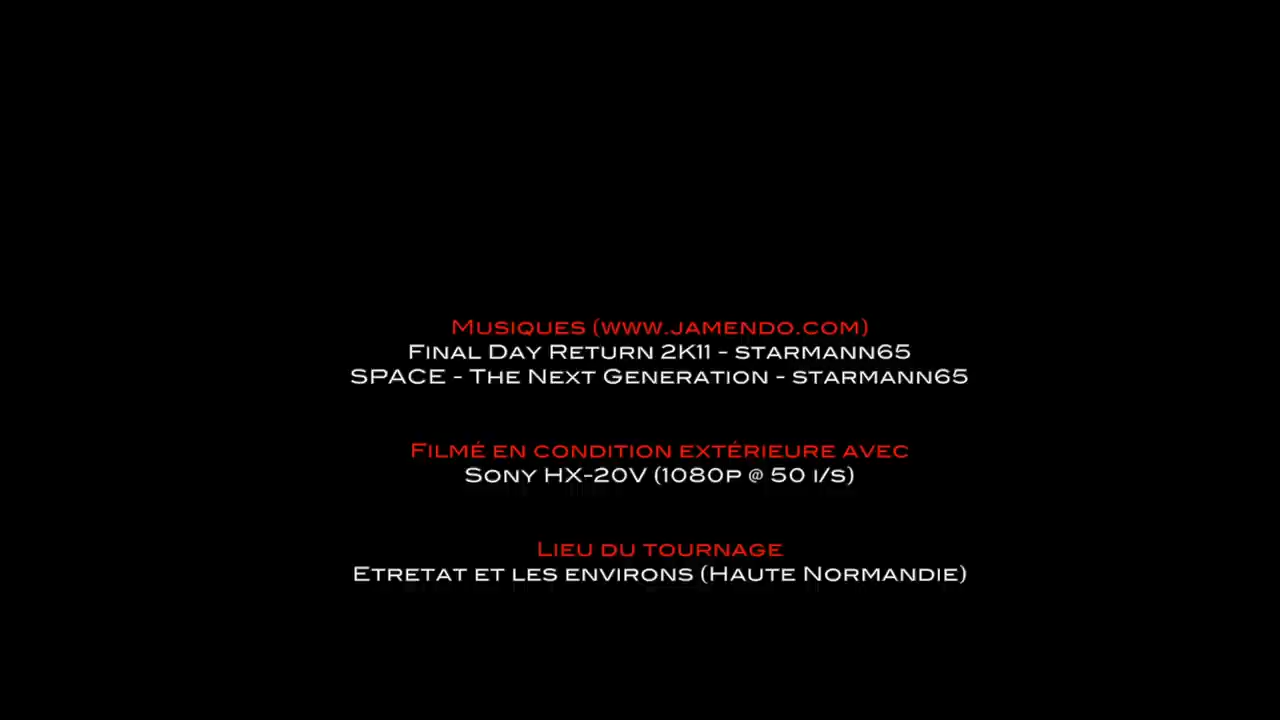 Musiques (www.jamendo.com)
Final Day Return 2K11 - starmann65
SPACE - The Next Generation - starmann65
Filmé en condition extérieure avec
Sony HX-20V (1080p @ 50 i/s)
Lieu du tournage
Etretat et les environs (Haute Normandie)